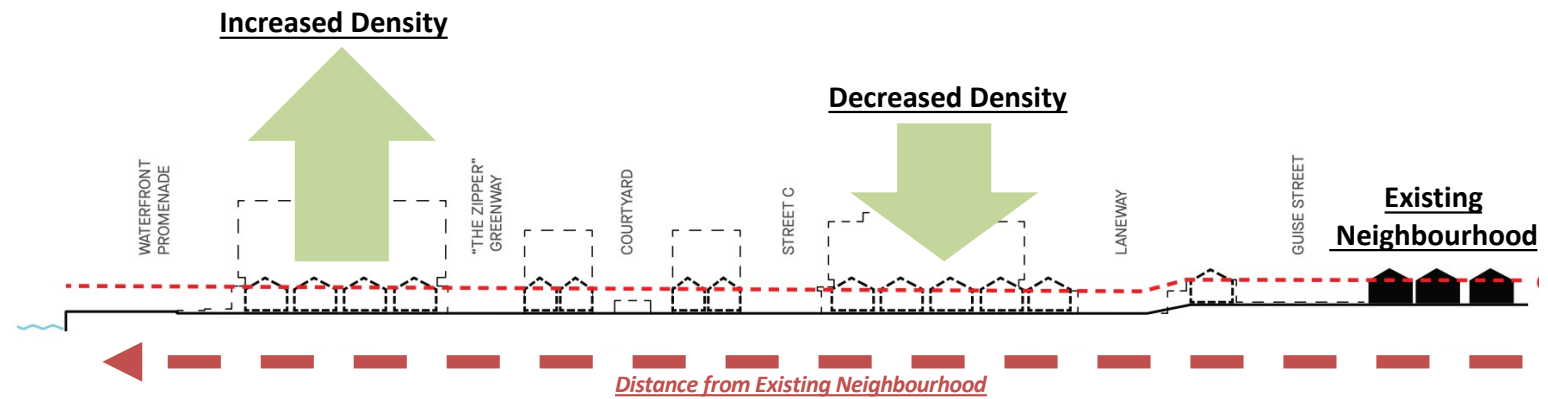 Increased Density
Decreased Density
WATERFRONT
PROMENADE
"THE ZIPPER"
GREENWAY
COURTYARD
STREET C
LANEWAY
GUISE STREET
Existing
Neighbourhood
Distance from Existing Neighbourhood